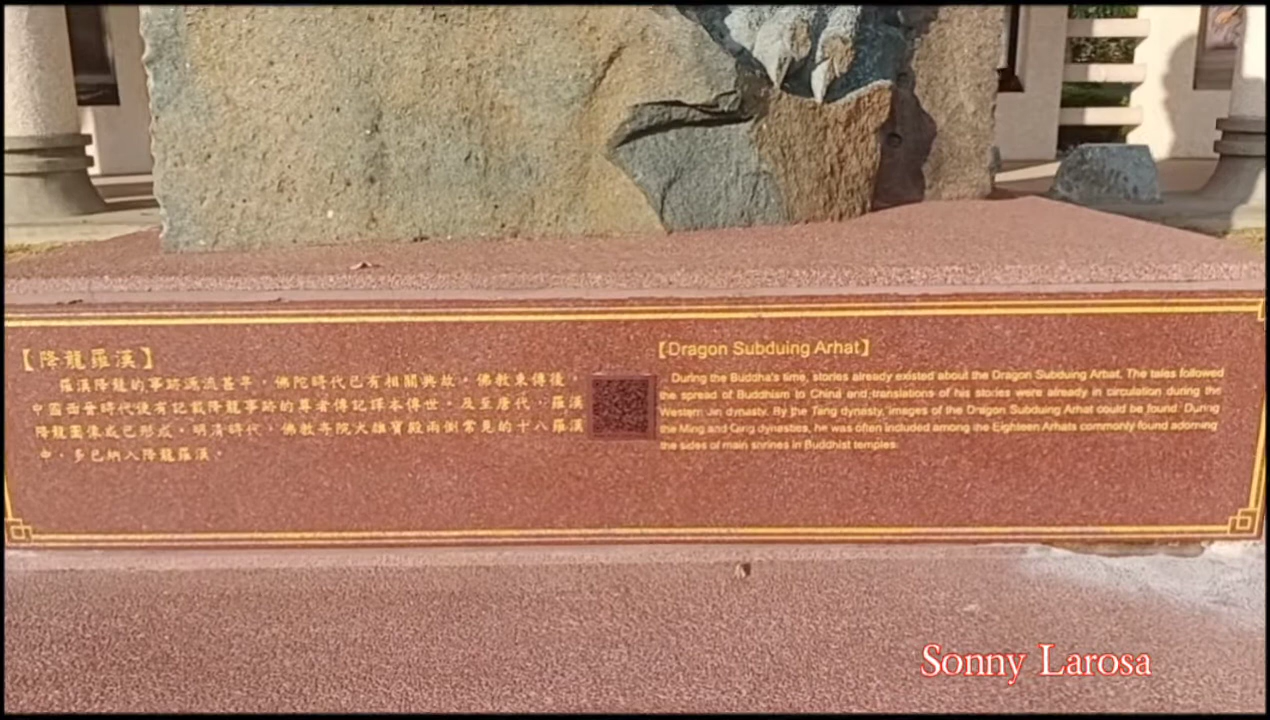 【降龍羅漢】
羅漢降龍的事跡源流甚早，佛陀時代已有相關典故。佛教東傳後，
中國西晉時代便有記載降龍事跡的尊者傳記譯本傳世。及至唐代，羅漢
降龍圖像或已形成。明清時代，佛教寺院大雄寶殿兩側常見的十八羅漢
中，多已納入降龍羅漢。
【Dragon Subduing Arhat】
During the Buddha's time, stories already existed about the Dragon Subduing Arhat. The tales followed
the spread of Buddhism to China and translations of his stories were already in circulation during the
Western Jin dynasty. By the Tang dynasty, images of the Dragon Subduing Arhat could be found. During
the Ming and Qing dynasties, he was often included among the Eighteen Arhats commonly found adorning
the sides of main shrines in Buddhist temples.
Sonny Larosa